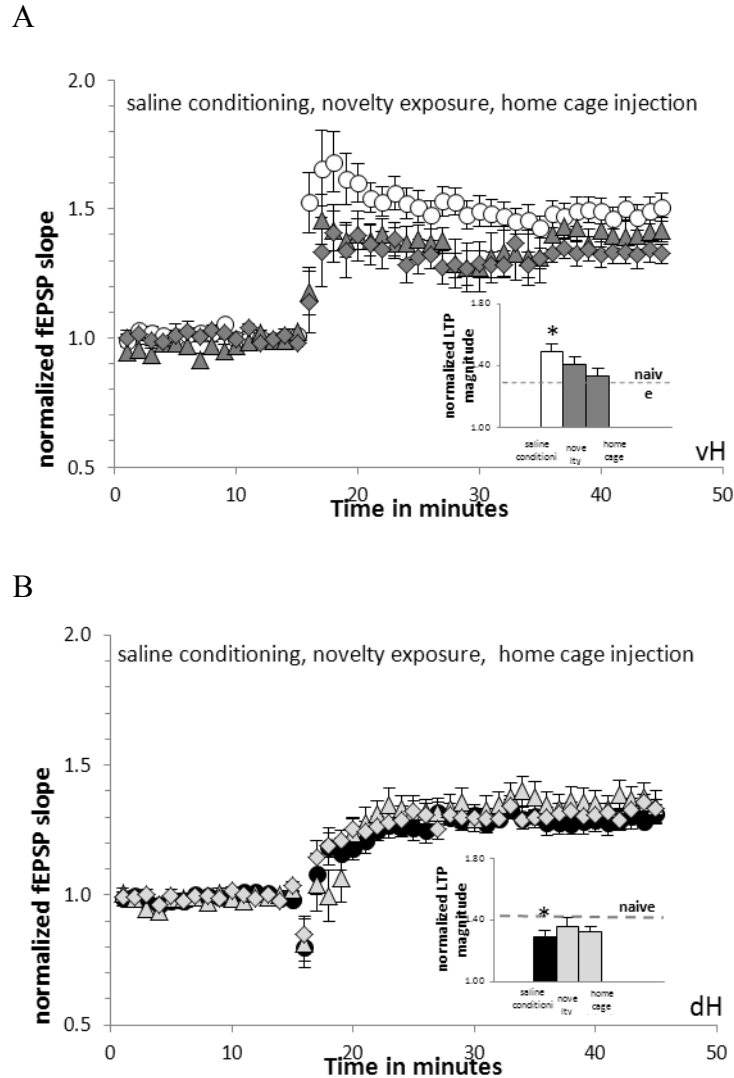 A
2.0
saline conditioning, novelty exposure, home cage injection
1.5
1.0
0.5
normalized fEPSP slope
0 10 20 30 40 50
Time in minutes
normalized LTP
magnitude
1.80
1.40
1.00
*
naiv
e
saline
conditioni
nove
lty
home
cage
vH
B
2.0
saline conditioning, novelty exposure, home cage injection
1.5
1.0
0.5
normalized fEPSP slope
0 10 20 30 40 50
Time in minutes
normalized LTP
magnitude
1.80
1.40
1.00
*
naive
saline
conditioni
nove
lty
home
cage
dH